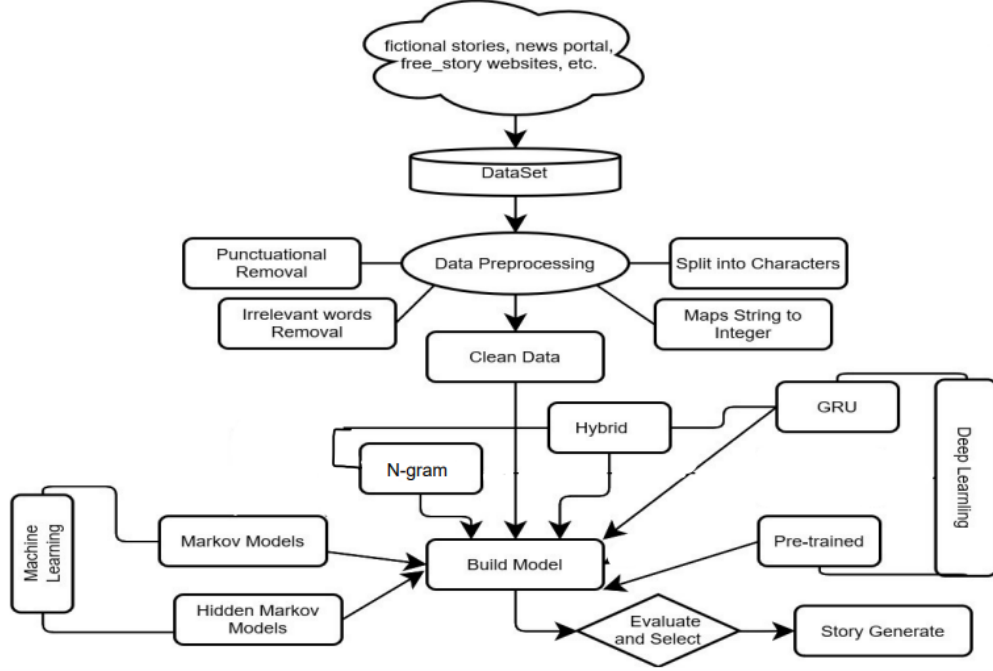 fictional stories, news portal,
free_story websites, etc.
DataSet
Punctuational
Removal
Data Preprocessing
Split into Characters
Irrelevant words
Removal
Maps String to
Integer
Clean Data
GRU
Hybrid
Deep Learnling
N-gram
Machine
Learning
Markov Models
Build Model
Pre-trained
Hidden Markov
Models
Evaluate
and Select
Story Generate